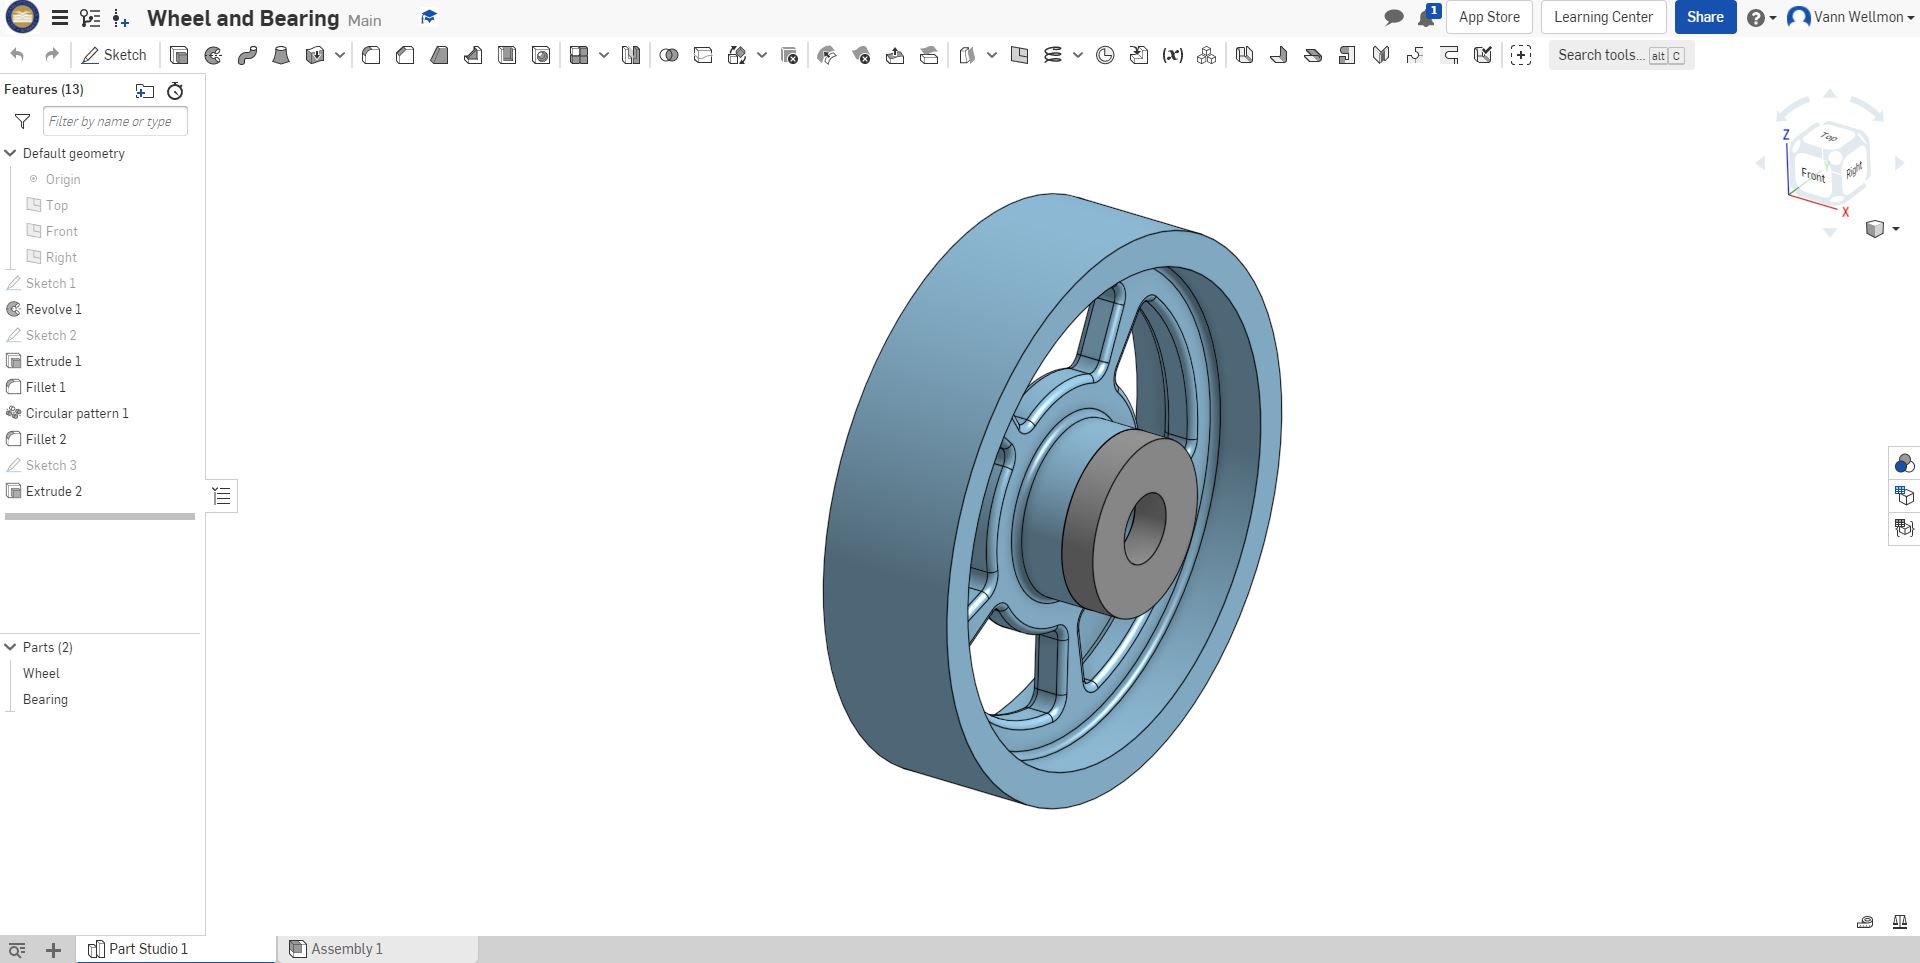 Wheel and Bearing Main
1
App Store
Learning Center
Share
Vann Wellmon
Sketch
(x)
Search tools... alt C
Features (13)
Filter by name or type
Default geometry
Origin
Top
Front
Right
Sketch 1
Revolve 1
Sketch 2
Extrude 1
Fillet 1
Circular pattern 1
Fillet 2
Sketch 3
Extrude 2
Parts (2)
Wheel
Bearing
Z
Top
Front
Right
Y
X
Part Studio 1
Assembly 1